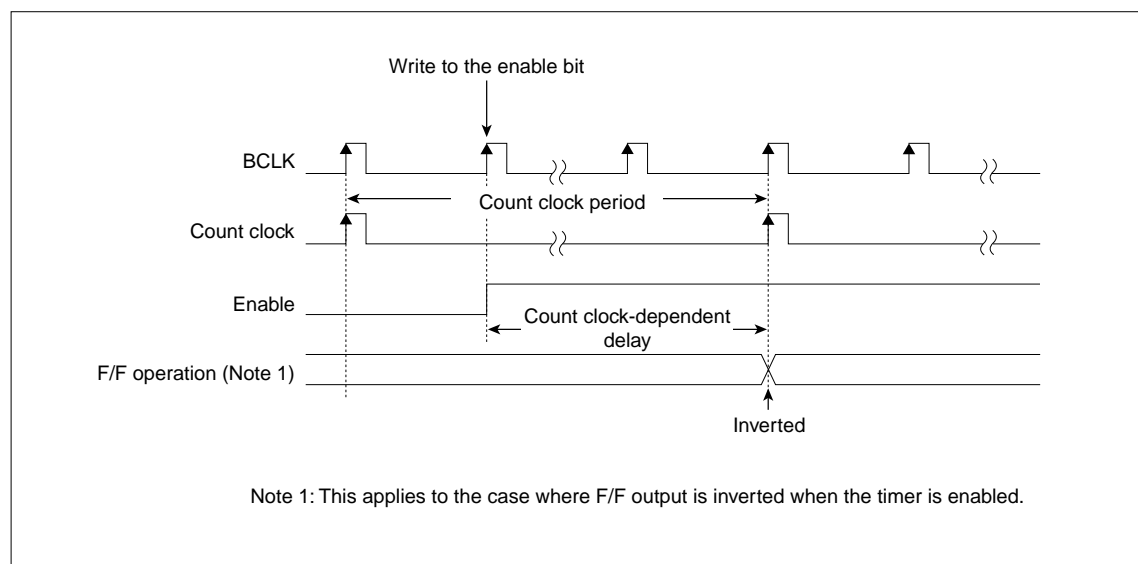 Write to the enable bit
BCLK
Count clock period
Count clock
Enable
Count clock-dependent
delay
F/F operation (Note 1)
Inverted
Note 1: This applies to the case where F/F output is inverted when the timer is enabled.